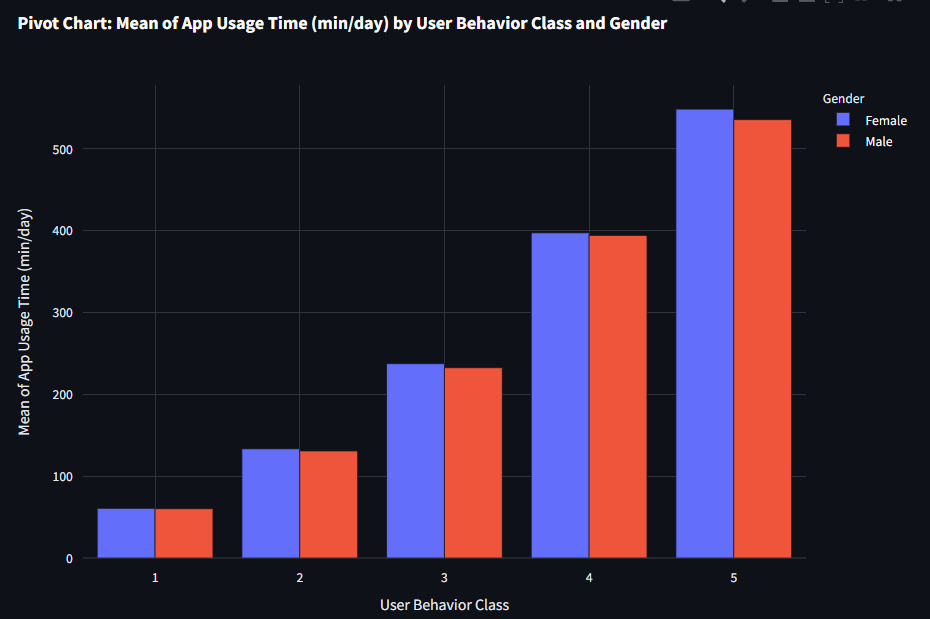 Pivot Chart: Mean of App Usage Time (min/day) by User Behavior Class and Gender
Gender
Female
Male
Mean of App Usage Time (min/day)
500
400
300
200
100
0
1 2 3 4 5
User Behavior Class